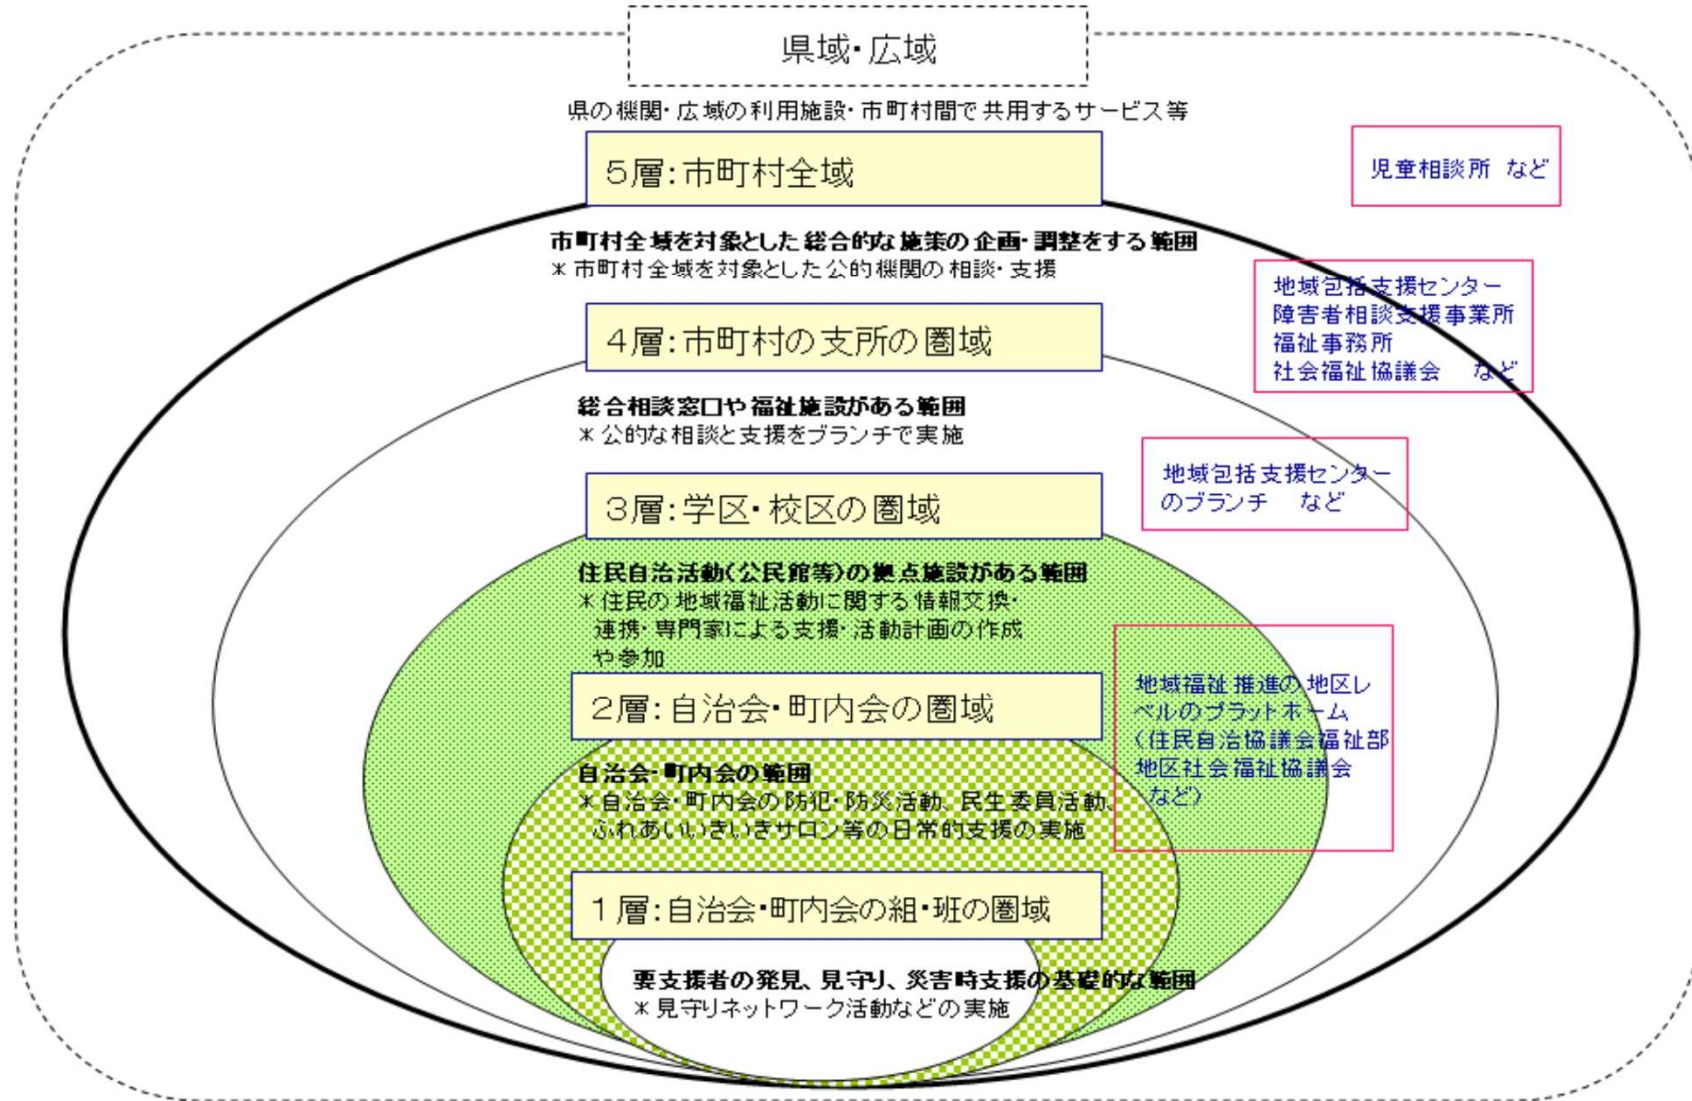 県域・広域
県の機関・広域の利用施設・市町村間で共用するサービス等
5層:市町村全域
児童相談所 など
市町村全域を対象とした総合的な施策の企画・調整をする範囲
*市町村全域を対象とした公的機関の相談・支援
地域包括支援センター
障害者相談支援事業所
福祉事務所
社会福祉協議会 など
4層:市町村の支所の圏域
総合相談窓口や福祉施設がある範囲
*公的な相談と支援をブランチで実施
地域包括支援センター
のブランチ など
3層:学区・校区の圏域
住民自治活動(公民館等)の拠点施設がある範囲
*住民の地域福祉活動に関する情報交換・
連携・専門家による支援・活動計画の作成
や参加
地域福祉推進の地区レ
ベルのプラットホーム
(住民自治協議会福祉部
地区社会福祉協議会
など)
2層:自治会・町内会の圏域
自治会・町内会の範囲
*自治会・町内会の防犯・防災活動、民生委員活動、
ふれあいいきいきサロン等の日常的支援の実施
1層:自治会・町内会の組・班の圏域
要支援者の発見、見守り、災害時支援の基礎的な範囲
*見守りネットワーク活動などの実施